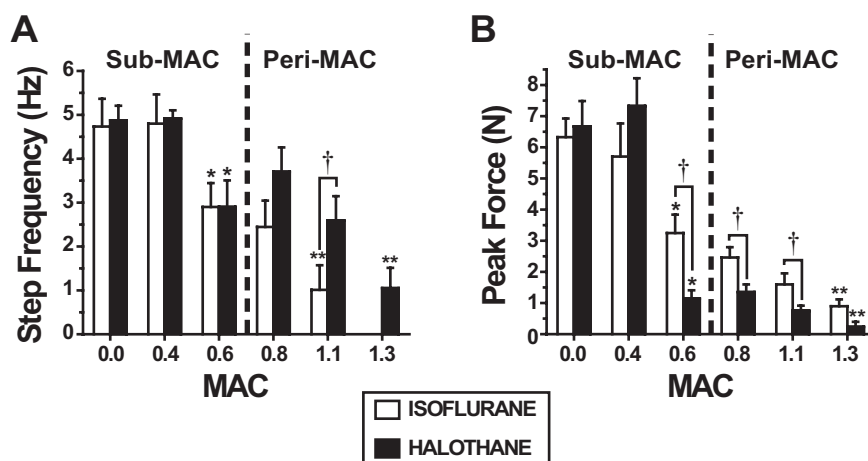 A
Sub-MAC
Peri-MAC
Step Frequency (Hz)
6
5
4
3
2
1
0
* *
**
†
**
0.0 0.4 0.6 0.8 1.1 1.3
MAC
B
Sub-MAC
Peri-MAC
Peak Force (N)
8
7
6
5
4
3
2
1
0
†
*
*
†
†
**
**
0.0 0.4 0.6 0.8 1.1 1.3
MAC
ISOFLURANE
HALOTHANE